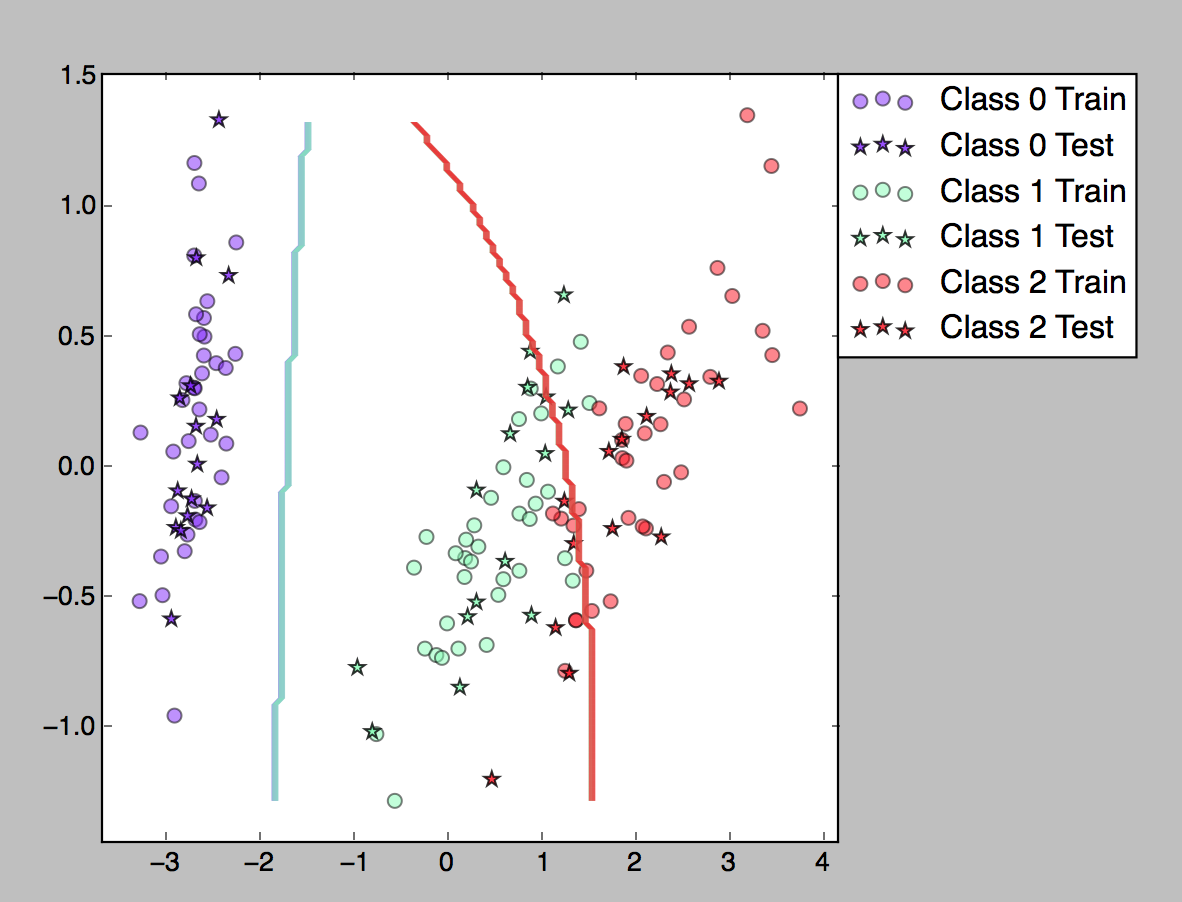 1.5
1.0
0.5
0.0
−0.5
−1.0
−3 −2 −1 0 1 2 3 4
Class 0 Train
Class 0 Test
Class 1 Train
Class 1 Test
Class 2 Train
Class 2 Test